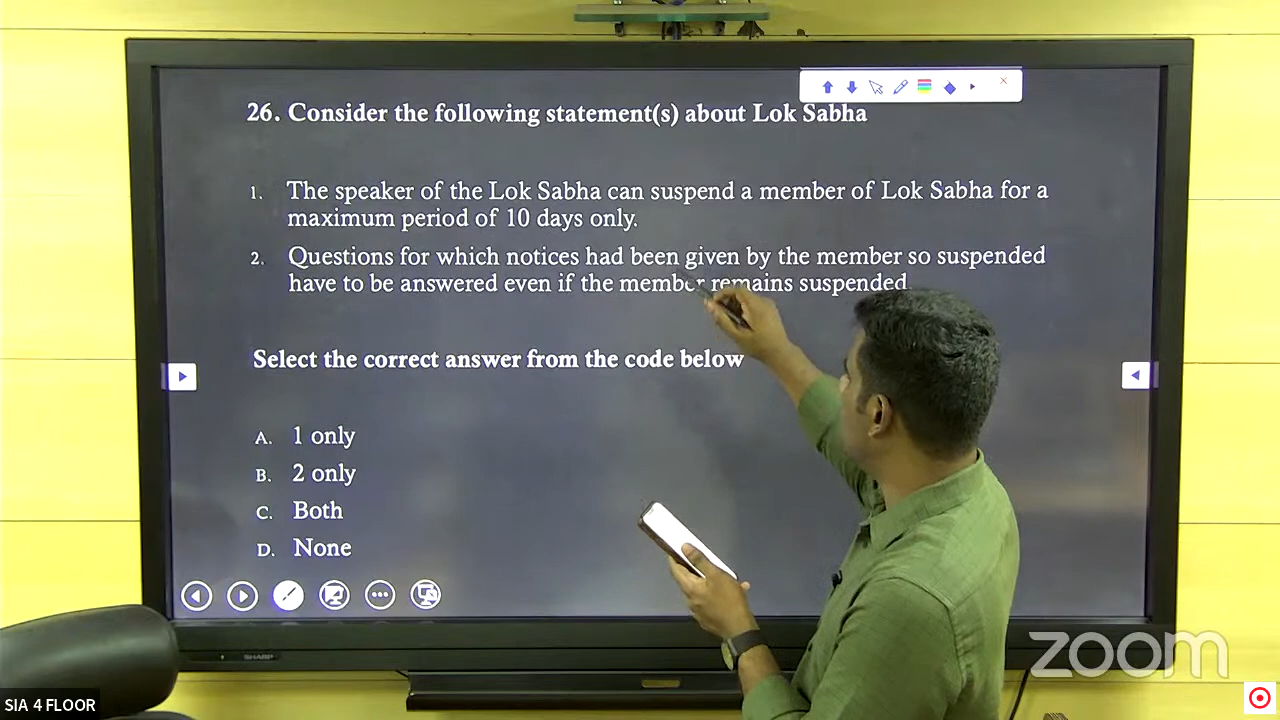 26. Consider the following statement(s) about Lok Sabha
1. The speaker of the Lok Sabha can suspend a member of Lok Sabha for a
maximum period of 10 days only.
2. Questions for which notices had been given by the member so suspended
have to be answered even if the member remains suspended
Select the correct answer from the code below
A. 1 only
B. 2 only
C. Both
D. None
SHARP
zoom
SIA 4 FLOOR